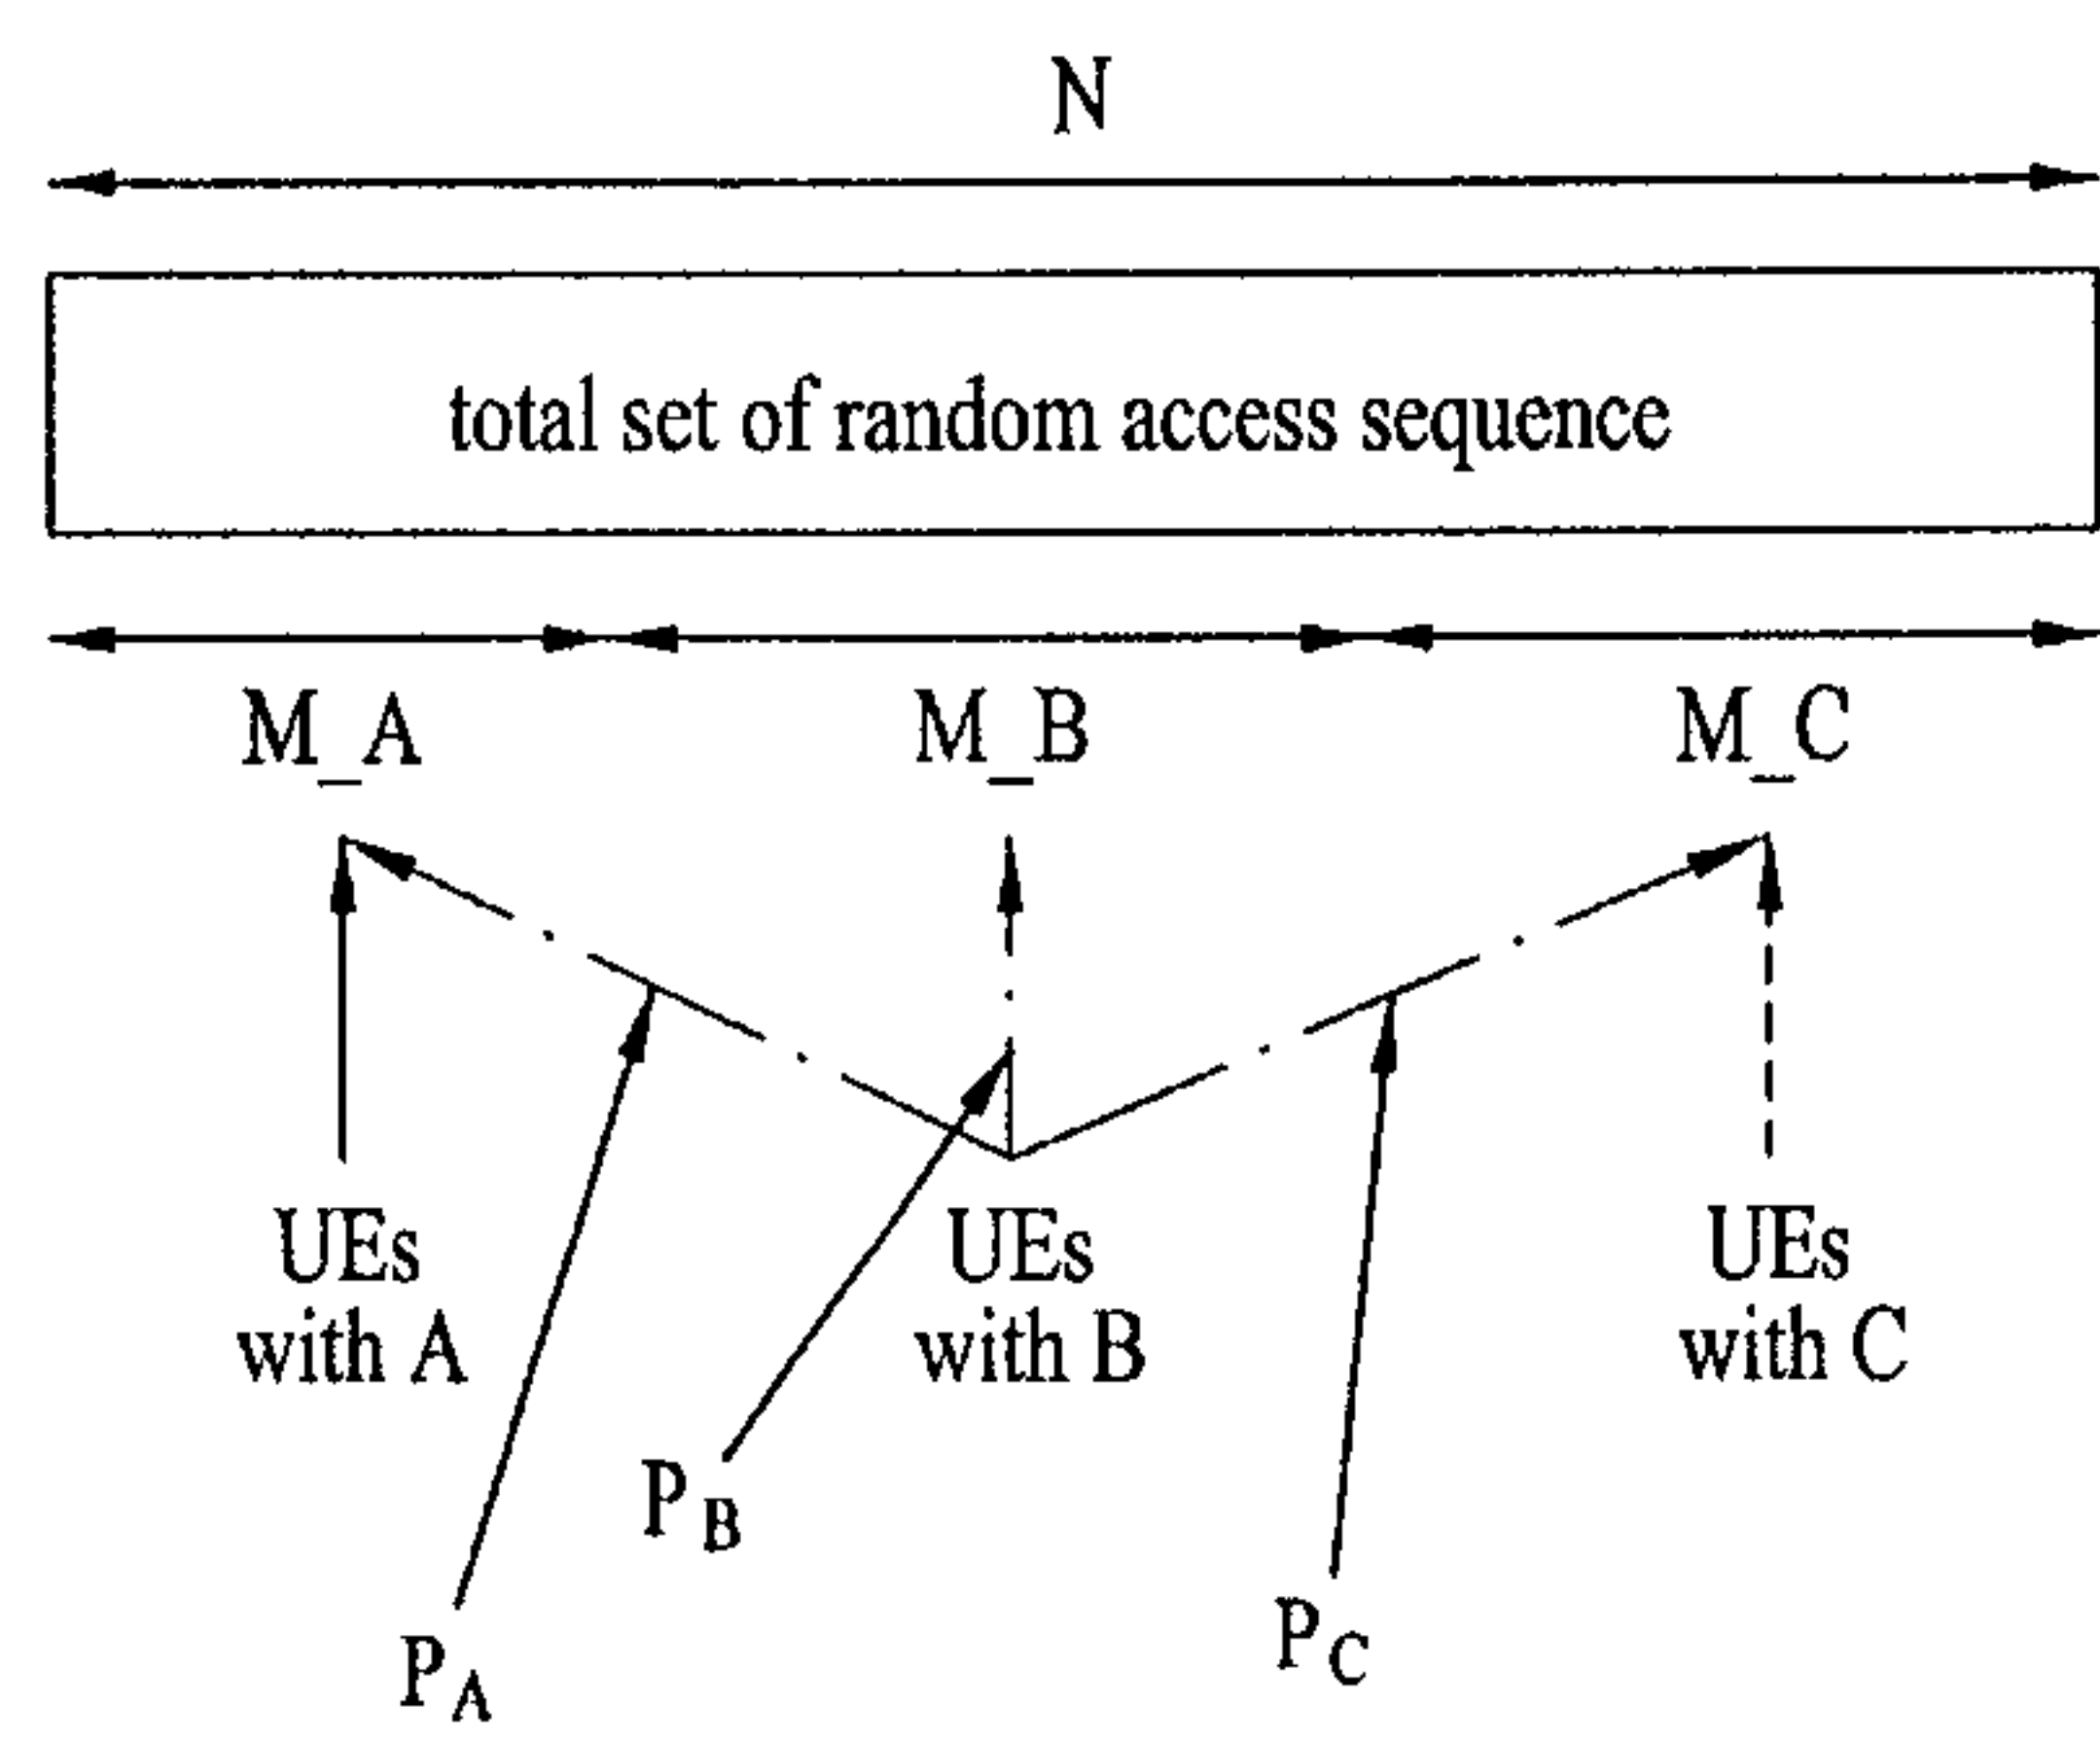 N
total set of random access sequence
M_A
M_B
M_C
UEs
with A
UEs
with B
UEs
with C
P_B
P_A
P_C